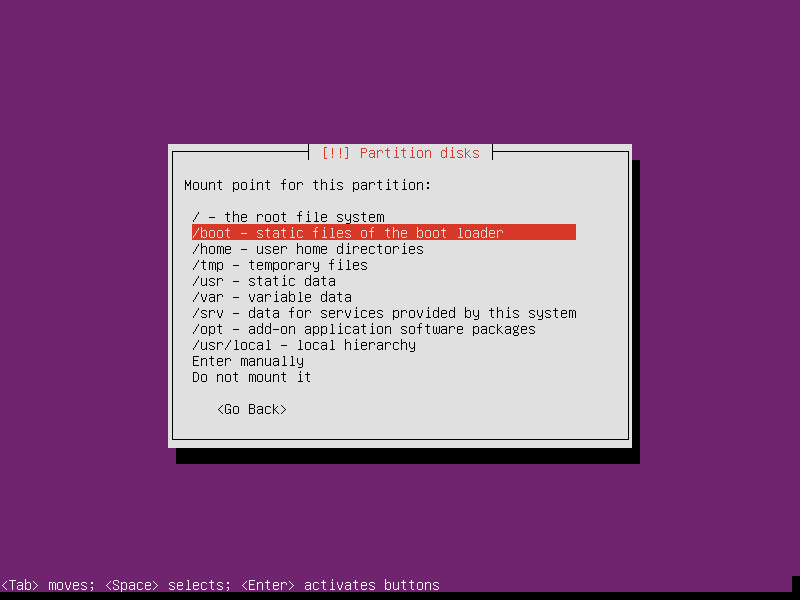 [!!] Partition disks
Mount point for this partition:
/ – the root file system
/boot – static files of the boot loader
/home – user home directories
/tmp – temporary files
/usr – static data
/var – variable data
/srv – data for services provided by this system
/opt – add-on application software packages
/usr/local – local hierarchy
Enter manually
Do not mount it
<Go Back>
<Tab> moves; <Space> selects; <Enter> activates buttons